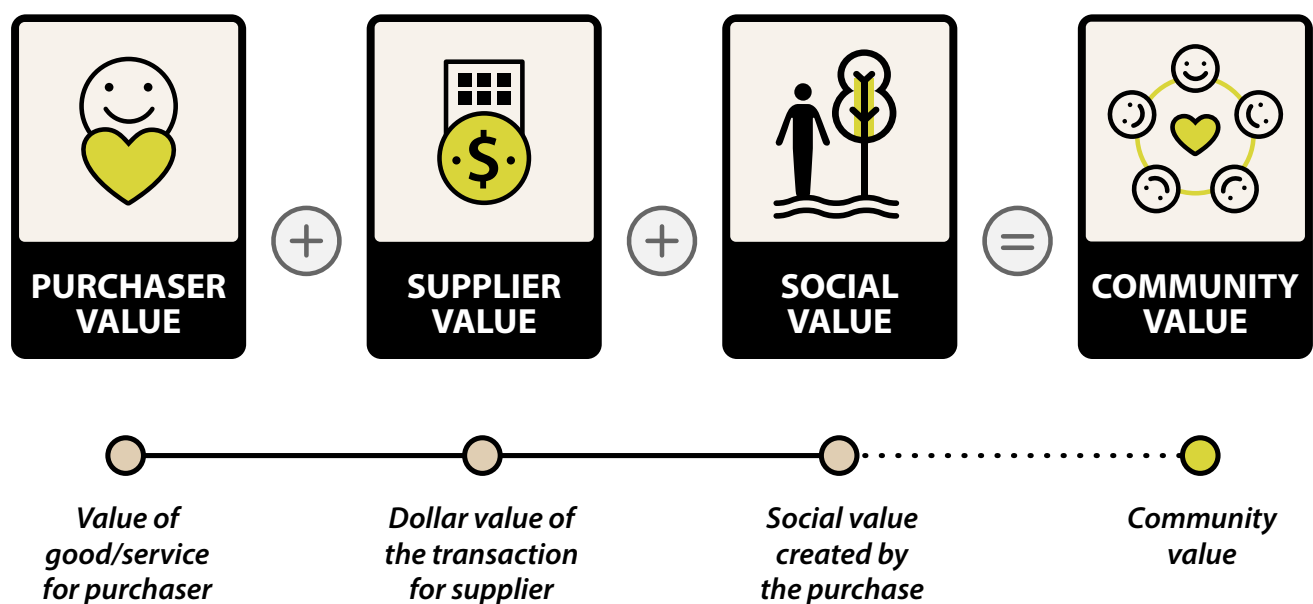 $
+
+
=
PURCHASER
VALUE
SUPPLIER
VALUE
SOCIAL
VALUE
COMMUNITY
VALUE
Value of
good/service
for purchaser
Dollar value of
the transaction
for supplier
Social value
created by
the purchase
Community
value